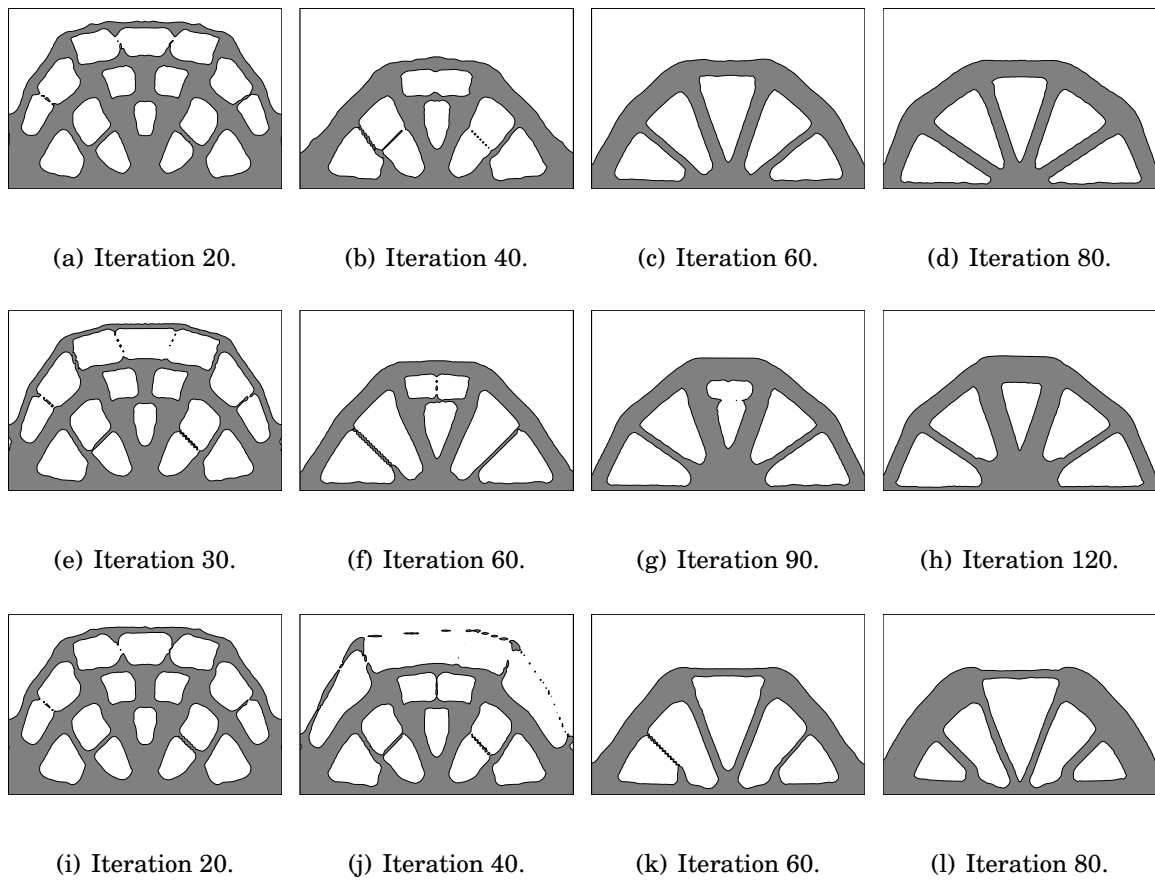 (a) Iteration 20.
(b) Iteration 40.
(c) Iteration 60.
(d) Iteration 80.
(e) Iteration 30.
(f) Iteration 60.
(g) Iteration 90.
(h) Iteration 120.
(i) Iteration 20.
(j) Iteration 40.
(k) Iteration 60.
(l) Iteration 80.